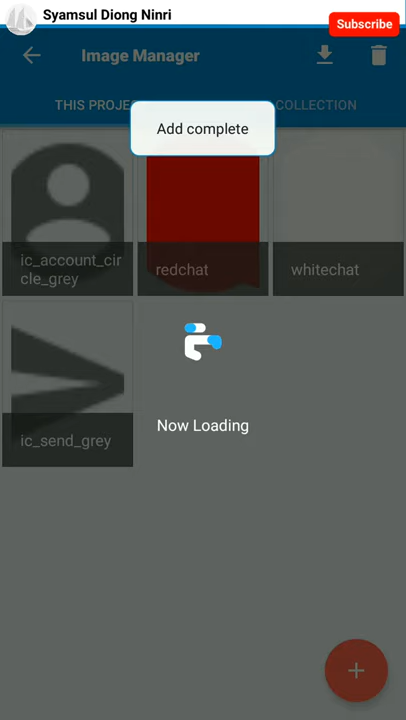 Syamsul Diong Ninri
Subscribe
Image Manager
THIS PROJE
COLLECTION
Add complete
ic_account_cir
cle_grey
redchat
whitechat
ic_send_grey
Now Loading